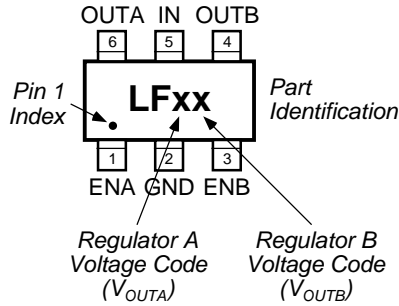 OUTA IN OUTB
6 5 4
Pin 1
Index
LFxx
Part
Identification
1 2 3
ENA GND ENB
Regulator A
Voltage Code
(VOUTA)
Regulator B
Voltage Code
(VOUTB)